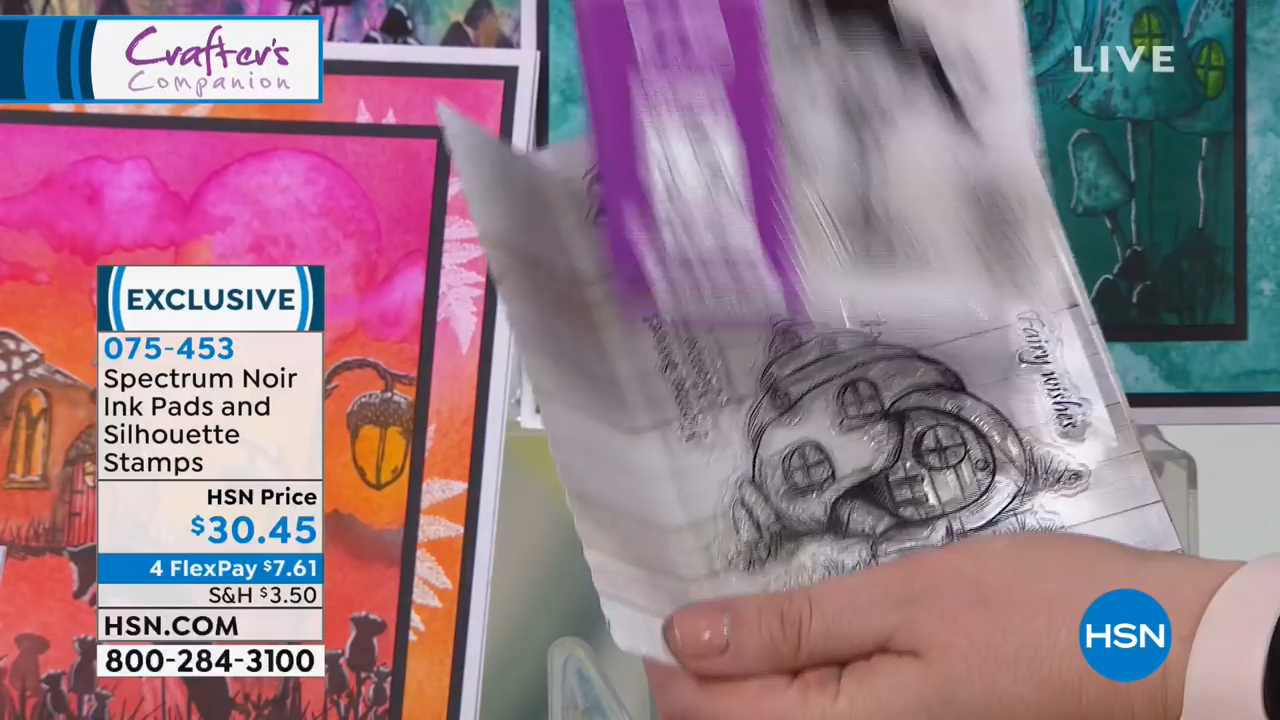 Crafter's
Companion
LIVE
EXCLUSIVE
075-453
Spectrum Noir
Ink Pads and
Silhouette
Stamps
HSN Price
$30.45
4 FlexPay $7.61
S&H $3.50
HSN.COM
800-284-3100
Fairy wishes
HSN